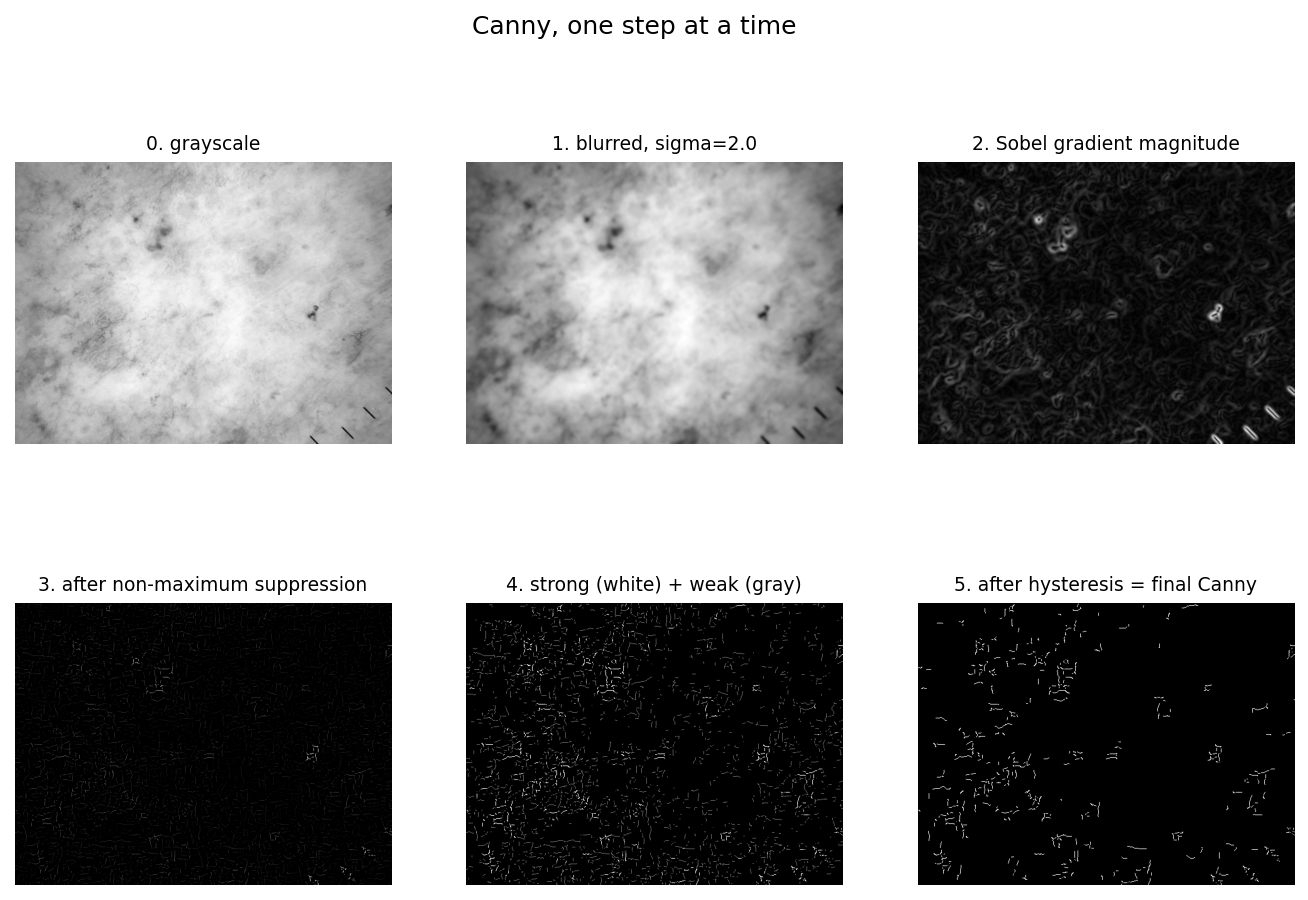 Canny, one step at a time
0. grayscale
1. blurred, sigma=2.0
2. Sobel gradient magnitude
3. after non-maximum suppression
4. strong (white) + weak (gray)
5. after hysteresis = final Canny